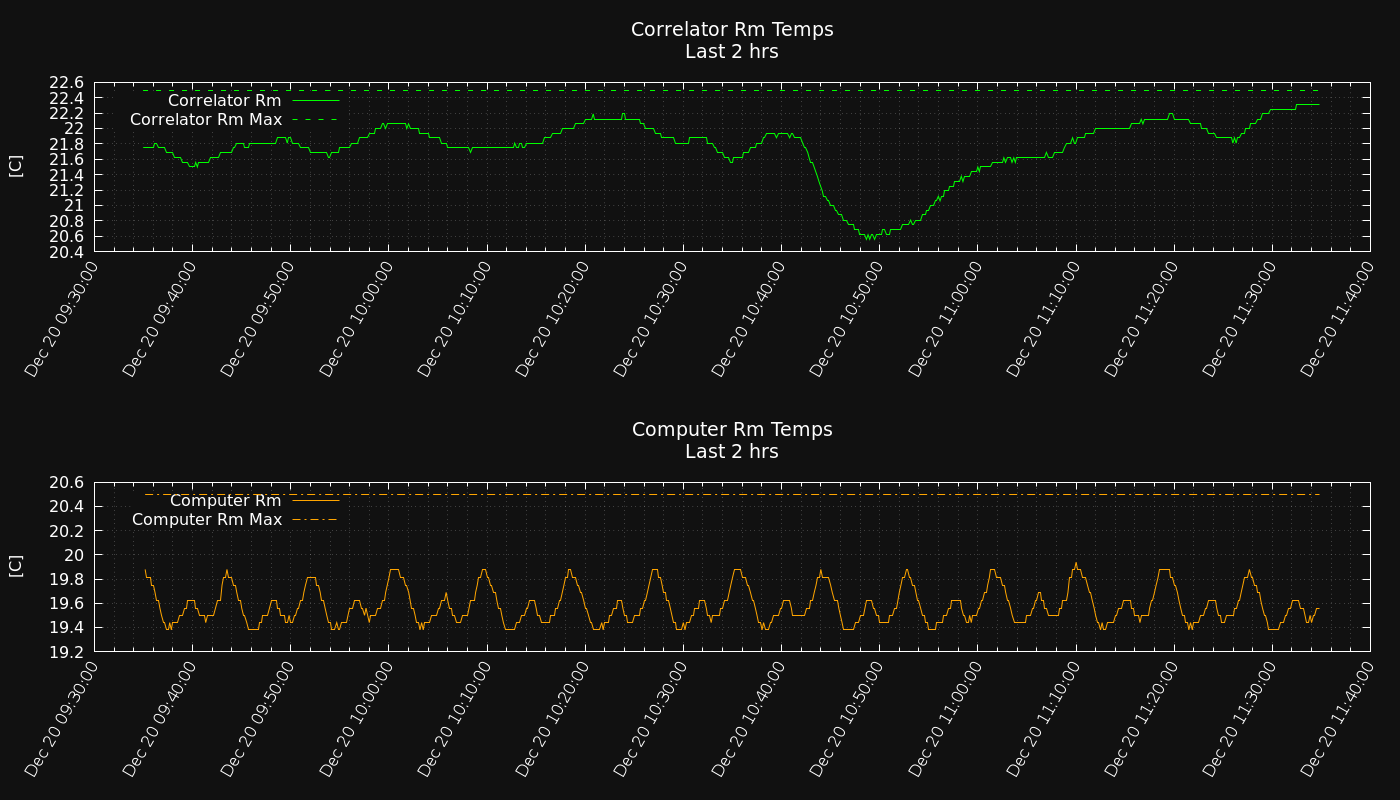 Correlator Rm Temps
Last 2 hrs
[C]
22.6
22.4
22.2
22
21.8
21.6
21.4
21.2
21
20.8
20.6
20.4
Correlator Rm
Correlator Rm Max
Dec 20 09:30:00
Dec 20 09:40:00
Dec 20 09:50:00
Dec 20 10:00:00
Dec 20 10:10:00
Dec 20 10:20:00
Dec 20 10:30:00
Dec 20 10:40:00
Dec 20 10:50:00
Dec 20 11:00:00
Dec 20 11:10:00
Dec 20 11:20:00
Dec 20 11:30:00
Dec 20 11:40:00
Computer Rm Temps
Last 2 hrs
[C]
20.6
20.4
20.2
20
19.8
19.6
19.4
19.2
Computer Rm
Computer Rm Max
Dec 20 09:30:00
Dec 20 09:40:00
Dec 20 09:50:00
Dec 20 10:00:00
Dec 20 10:10:00
Dec 20 10:20:00
Dec 20 10:30:00
Dec 20 10:40:00
Dec 20 10:50:00
Dec 20 11:00:00
Dec 20 11:10:00
Dec 20 11:20:00
Dec 20 11:30:00
Dec 20 11:40:00